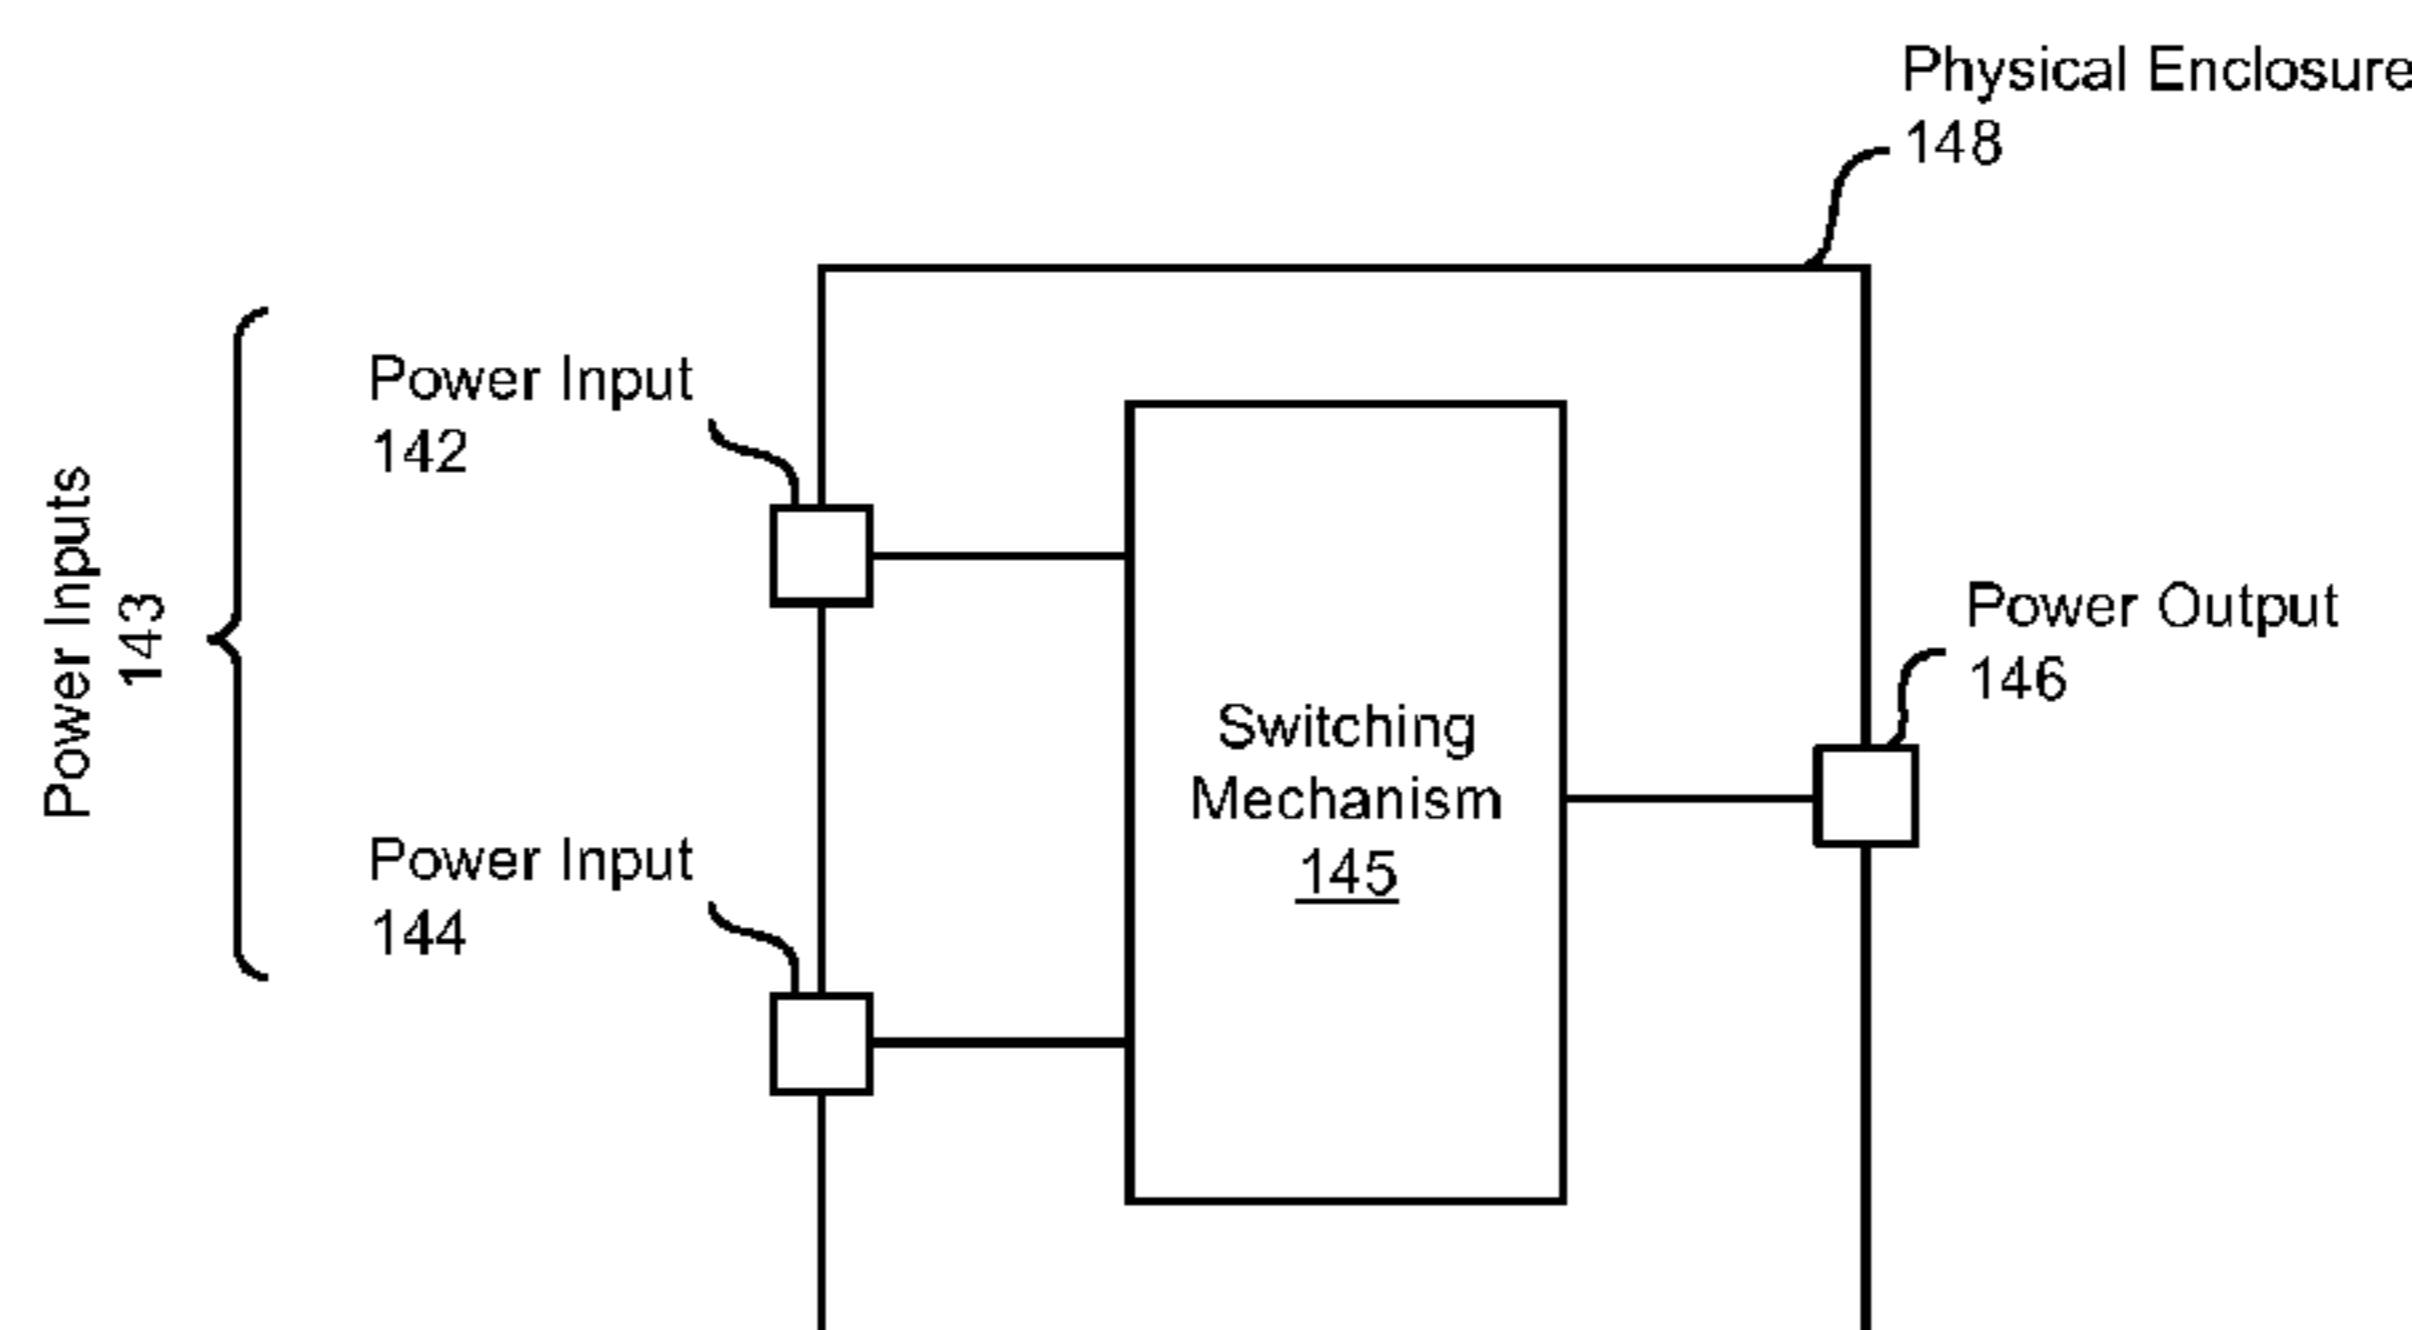 Physical Enclosure
148
Power Input
142
Power Inputs
143
Power Output
146
Switching
Mechanism
145
Power Input
144